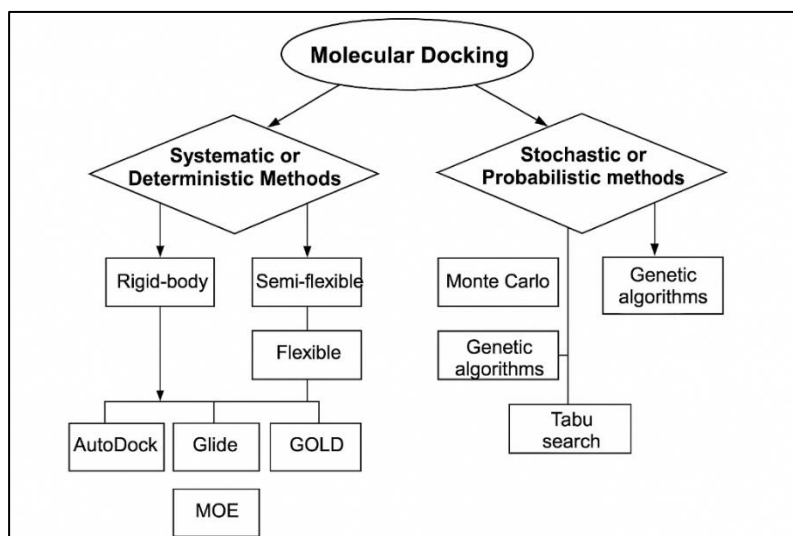 Molecular Docking
Systematic or
Deterministic Methods
Stochastic or
Probabilistic methods
Rigid-body
Semi-flexible
Monte Carlo
Genetic
algorithms
Flexible
Genetic
algorithms
Tabu
search
AutoDock
Glide
GOLD
MOE